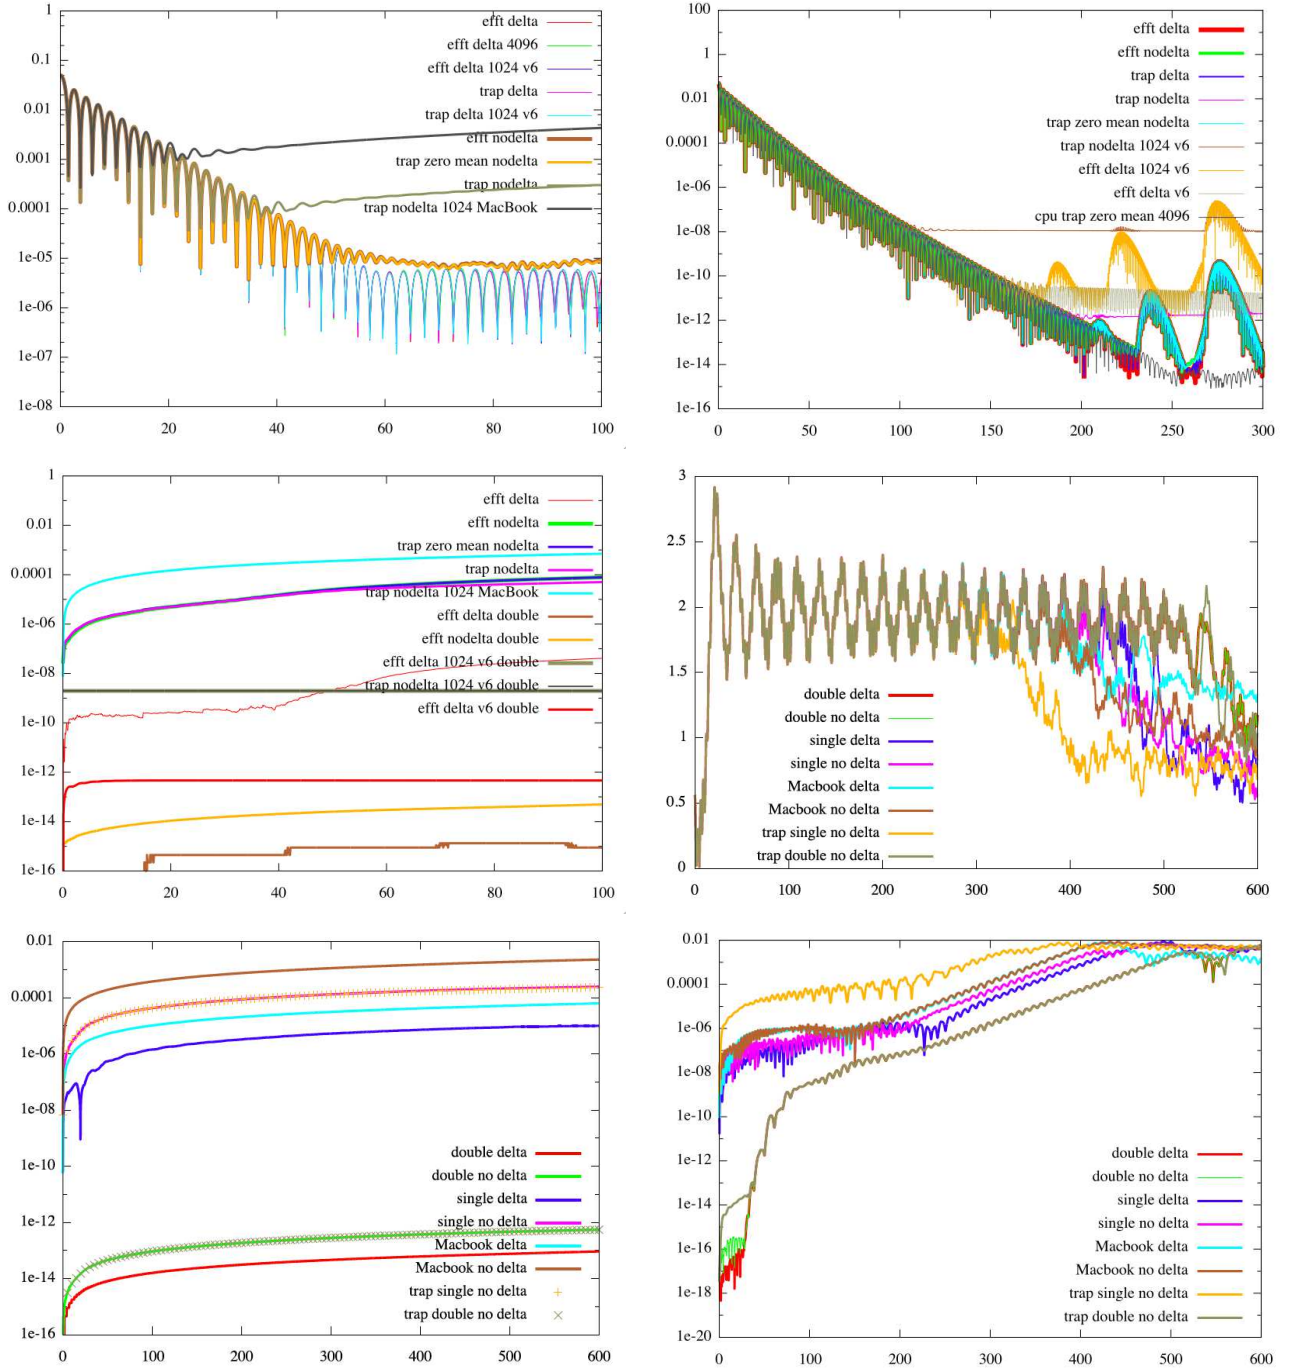 1
0.1
0.01
0.001
0.0001
1e-05
1e-06
1e-07
1e-08
0 20 40 60 80 100
efft delta
efft delta 4096
efft delta 1024 v6
trap delta
trap delta 1024 v6
efft nodelta
trap zero mean nodelta
trap nodelta
trap nodelta 1024 MacBook
100
1
0.01
0.0001
1e-06
1e-08
1e-10
1e-12
1e-14
1e-16
0 50 100 150 200 250 300
efft delta
efft nodelta
trap delta
trap nodelta
trap zero mean nodelta
trap nodelta 1024 v6
efft delta 1024 v6
efft delta v6
cpu trap zero mean 4096
1
0.01
0.0001
1e-06
1e-08
1e-10
1e-12
1e-14
1e-16
0 20 40 60 80 100
efft delta
efft nodelta
trap zero mean nodelta
trap nodelta
trap nodelta 1024 MacBook
efft delta double
efft nodelta double
efft delta 1024 v6 double
trap nodelta 1024 v6 double
efft delta v6 double
3
2.5
2
1.5
1
0.5
0
0 100 200 300 400 500 600
double delta
double no delta
single delta
single no delta
Macbook delta
Macbook no delta
trap single no delta
trap double no delta
0.01
0.0001
1e-06
1e-08
1e-10
1e-12
1e-14
1e-16
0 100 200 300 400 500 600
double delta
double no delta
single delta
single no delta
Macbook delta
Macbook no delta
trap single no delta
trap double no delta
0.01
0.0001
1e-06
1e-08
1e-10
1e-12
1e-14
1e-16
1e-18
1e-20
0 100 200 300 400 500 600
double delta
double no delta
single delta
single no delta
Macbook delta
Macbook no delta
trap single no delta
trap double no delta